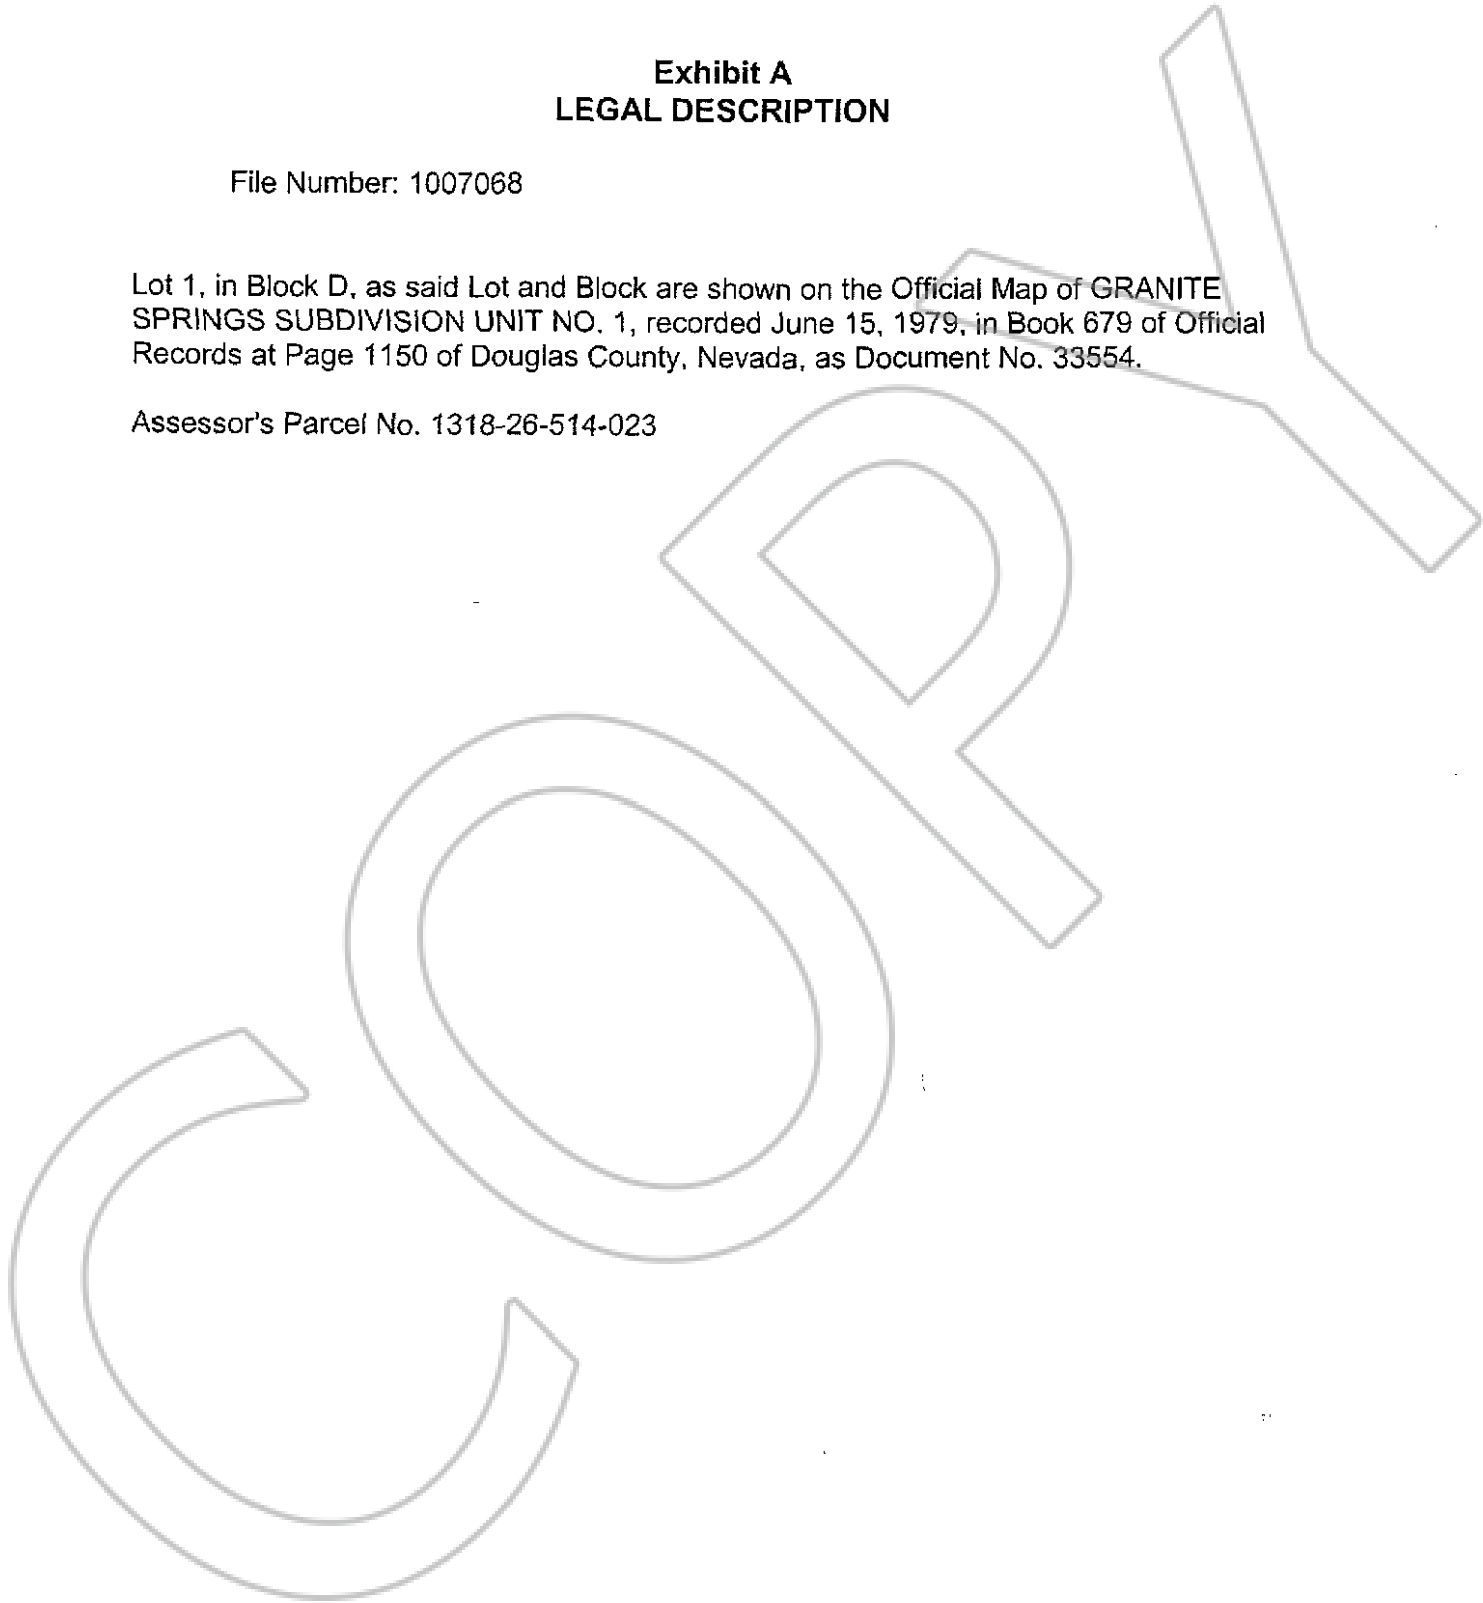 Exhibit A
LEGAL DESCRIPTION
File Number: 1007068
Lot 1, in Block D, as said Lot and Block are shown on the Official Map of GRANITE
SPRINGS SUBDIVISION UNIT NO. 1, recorded June 15, 1979, in Book 679 of Official
Records at Page 1150 of Douglas County, Nevada, as Document No. 33554.
Assessor's Parcel No. 1318-26-514-023
COPY